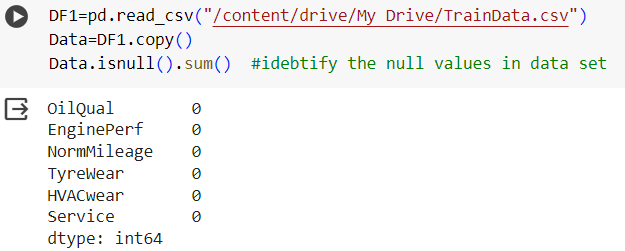 DF1=pd.read_csv("/content/drive/My Drive/TrainData.csv")
Data=DF1.copy()
Data.isnull().sum()  #idebtify the null values in data set
OilQual        0
EnginePerf     0
NormMileage    0
TyreWear       0
HVACwear       0
Service        0
dtype: int64